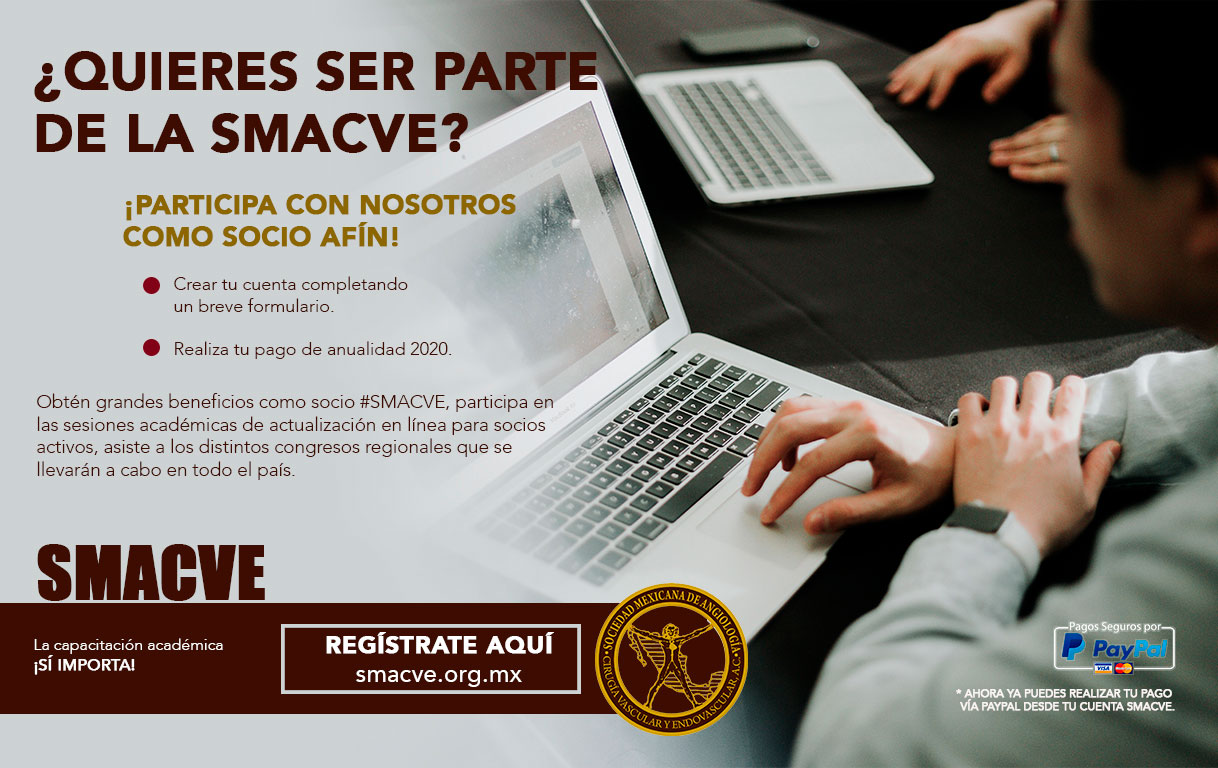 ¿QUIERES SER PARTE
DE LA SMACVE?
¡PARTICIPA CON NOSOTROS
COMO SOCIO AFÍN!
Crear tu cuenta completando
un breve formulario.
Realiza tu pago de anualidad 2020.
Obtén grandes beneficios como socio #SMACVE, participa en
las sesiones académicas de actualización en línea para socios
activos, asiste a los distintos congresos regionales que se
llevarán a cabo en todo el país.
SMACVE
La capacitación académica
¡SÍ IMPORTA!
REGÍSTRATE AQUÍ
smacve.org.mx
SOCIEDAD MEXICANA DE ANGIOLOGÍA
CIRUGÍA VASCULAR Y ENDOVASCULAR, A.C.
Pagos Seguros por
PayPal
VISA MasterCard
* AHORA YA PUEDES REALIZAR TU PAGO
VÍA PAYPAL DESDE TU CUENTA SMACVE.